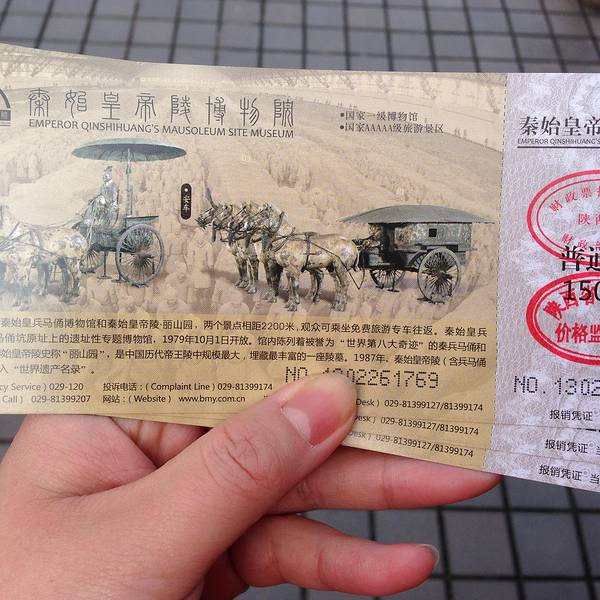 秦始皇帝陵博物院
EMPEROR QINSHIHUANG'S MAUSOLEUM SITE MUSEUM
●国家一级博物馆
●国家AAAAA级旅游景区
安车
秦始皇兵马俑博物馆和秦始皇帝陵·丽山园，两个景点相距2200米，观众可乘坐免费旅游专车往返。秦始皇兵
马俑坑原址上的遗址性专题博物馆，1979年10月1日开放。馆内陈列着被誉为“世界第八大奇迹”的秦兵马俑和
始皇帝陵史称“丽山园”，是中国历代帝王陵中规模最大，埋藏最丰富的一座陵墓。1987年，秦始皇帝陵（含兵马俑
入“世界遗产名录”。
cy Service）029-120 投诉电话：（Complaint Line）029-81399174
Call）029-81399207 网站：（Website）www.bmy.com.cn
NO.1302261769
Desk）029-81399127/81399174
Desk）029-81399127/81399174
029-81399127/81399174
秦始皇帝
EMPEROR QINSHIHUANG'S
财政票
陕
普通
150
陕
价格监
NO.1302
报销凭证
报销凭证 当
报销凭证 当